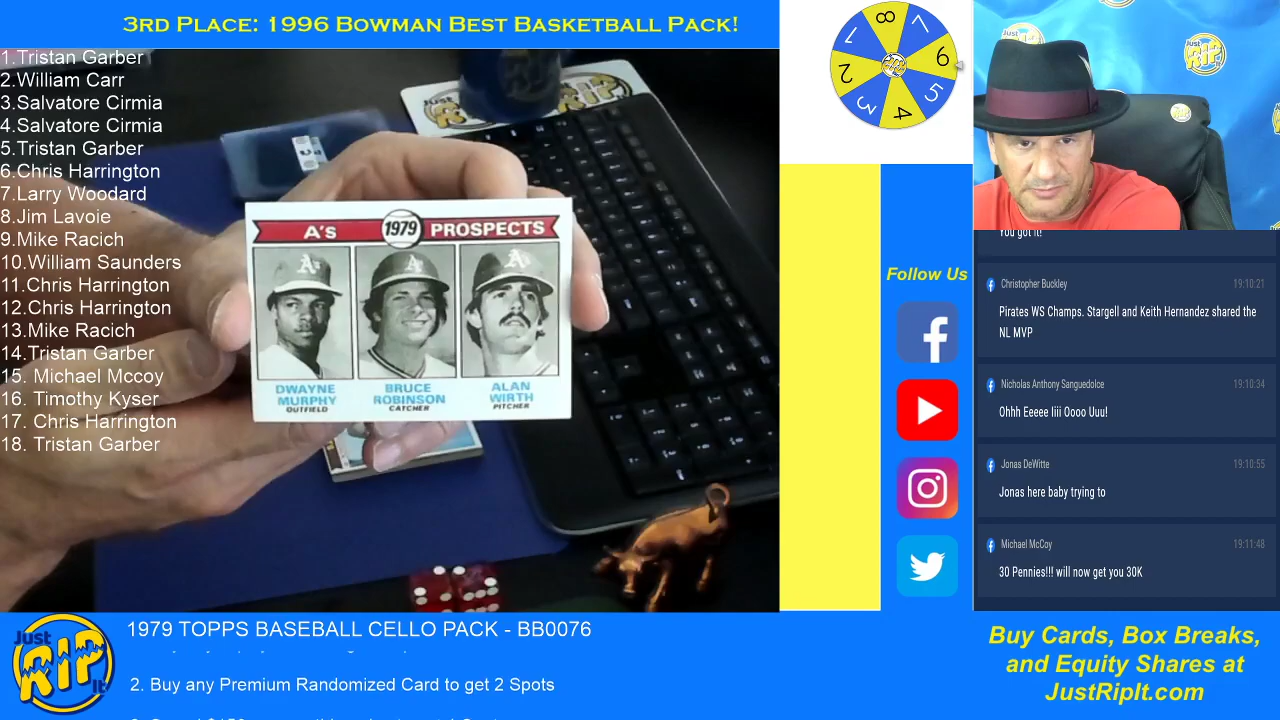 3RD PLACE: 1996 BOWMAN BEST BASKETBALL PACK!
1.Tristan Garber
2.William Carr
3.Salvatore Cirmia
4.Salvatore Cirmia
5.Tristan Garber
6.Chris Harrington
7.Larry Woodard
8.Jim Lavoie
9.Mike Racich
10.William Saunders
11.Chris Harrington
12.Chris Harrington
13.Mike Racich
14.Tristan Garber
15. Michael Mccoy
16. Timothy Kyser
17. Chris Harrington
18. Tristan Garber
Just RIP It
A's 1979 PROSPECTS
DWAYNE MURPHY OUTFIELD
BRUCE ROBINSON CATCHER
ALAN WIRTH PITCHER
8
7
6
5
4
3
2
1
Follow Us
You got it!
Christopher Buckley 19:10:21
Pirates WS Champs. Stargell and Keith Hernandez shared the
NL MVP
Nicholas Anthony Sanguedolce 19:10:34
Ohhh Eeeee Iiii Oooo Uuu!
Jonas DeWitte 19:10:55
Jonas here baby trying to
Michael McCoy 19:11:48
30 Pennies!!! will now get you 30K
Just RIP It
1979 TOPPS BASEBALL CELLO PACK - BB0076
2. Buy any Premium Randomized Card to get 2 Spots
Buy Cards, Box Breaks,
and Equity Shares at
JustRipIt.com